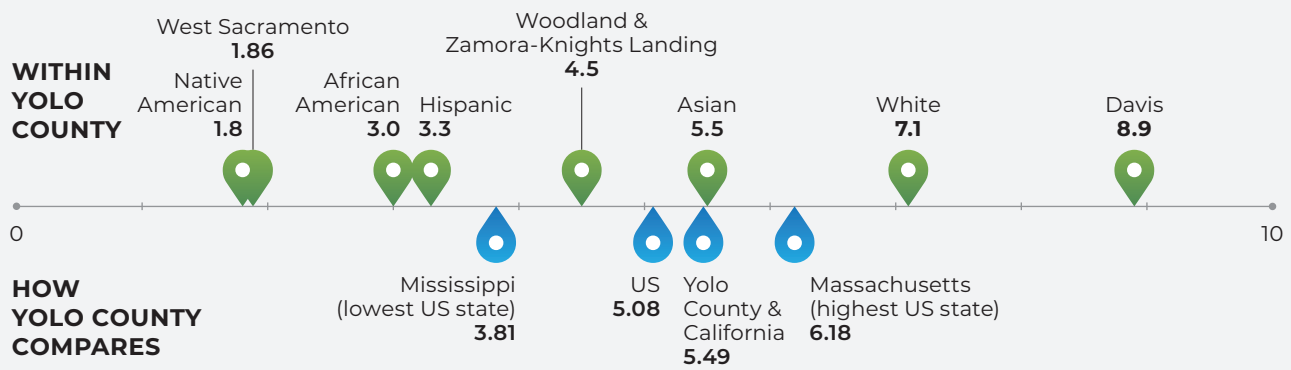 WITHIN
YOLO
COUNTY
Native
American
1.8
West Sacramento
1.86
African
American
3.0
Hispanic
3.3
Woodland &
Zamora-Knights Landing
4.5
Asian
5.5
White
7.1
Davis
8.9
0
10
HOW
YOLO COUNTY
COMPARES
Mississippi
(lowest US state)
3.81
US
5.08
Yolo
County &
California
5.49
Massachusetts
(highest US state)
6.18